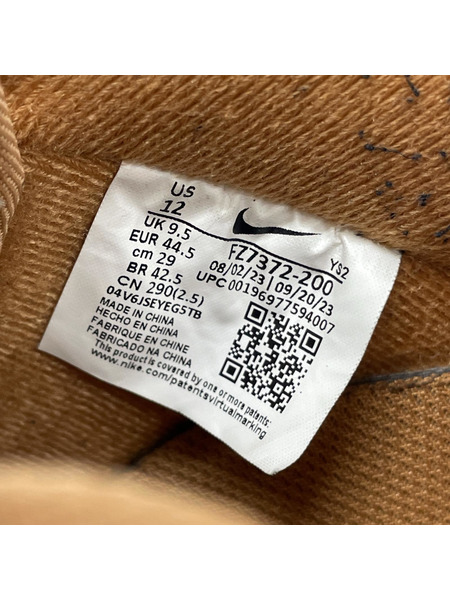 US
12
UK 9.5
EUR 44.5
cm 29
BR 42.5
CN 290(2.5)
04V6JSEYEG5TB
MADE IN CHINA
HECHO EN CHINA
FABRIQUE EN CHINE
FABRICADO NA CHINA
This product is covered by one or more patents:
www.nike.com/patentsvirtualmarking
FZ7372-200 YS2
08/02/23 | 09/20/23
UPC 00196977594007